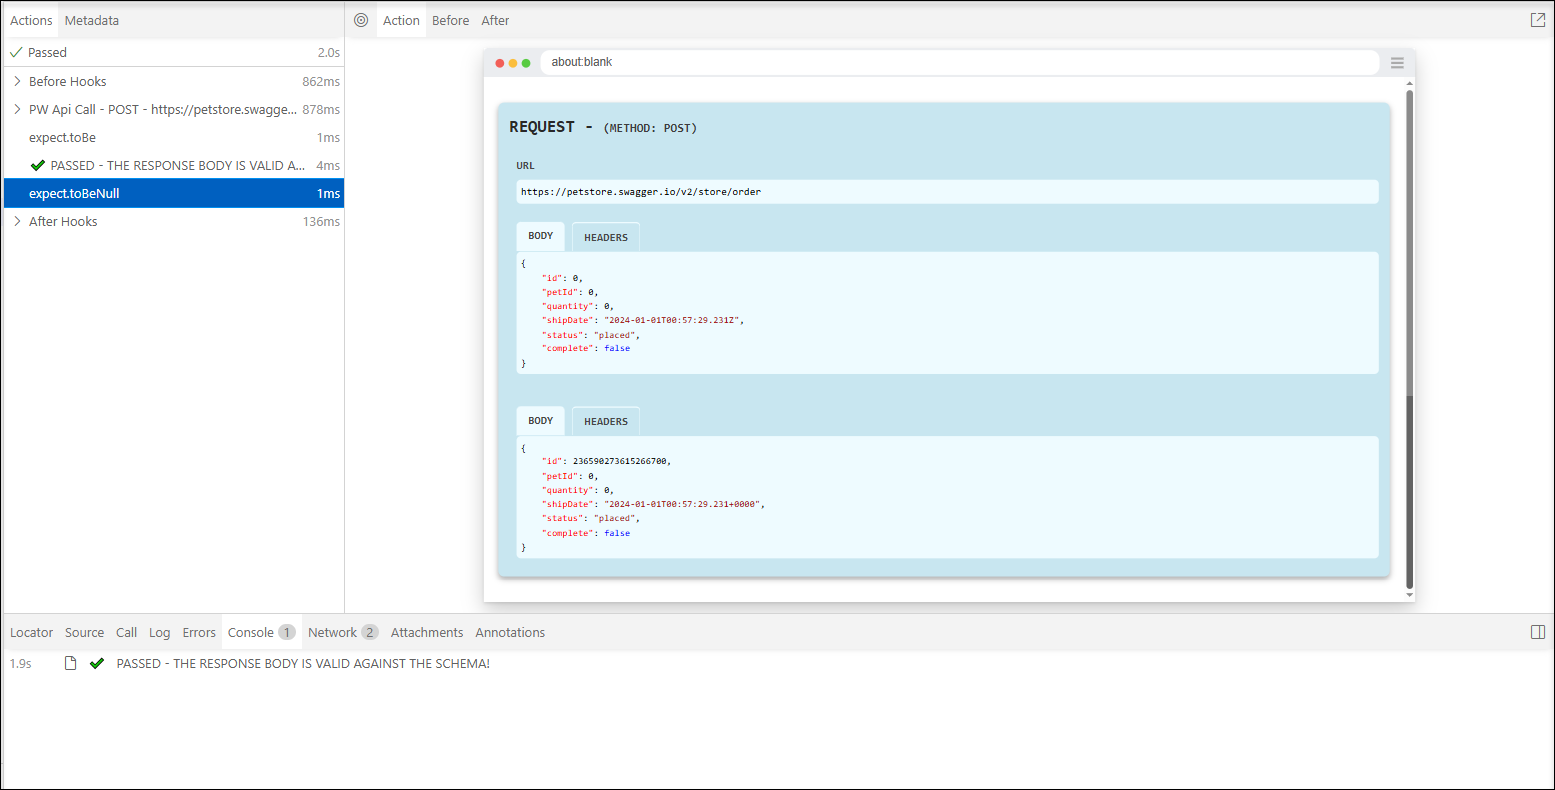 Actions Metadata
Passed 2.0s
Before Hooks 862ms
PW Api Call - POST - https://petstore.swagge... 878ms
expect.toBe 1ms
PASSED - THE RESPONSE BODY IS VALID A... 4ms
expect.toBeNull 1ms
After Hooks 136ms
Action Before After
about:blank
REQUEST - (METHOD: POST)
URL
https://petstore.swagger.io/v2/store/order
BODY HEADERS
{
"id": 0,
"petId": 0,
"quantity": 0,
"shipDate": "2024-01-01T00:57:29.231Z",
"status": "placed",
"complete": false
}
BODY HEADERS
{
"id": 236590273615266700,
"petId": 0,
"quantity": 0,
"shipDate": "2024-01-01T00:57:29.231+0000",
"status": "placed",
"complete": false
}
Locator Source Call Log Errors Console 1 Network 2 Attachments Annotations
1.9s PASSED - THE RESPONSE BODY IS VALID AGAINST THE SCHEMA!